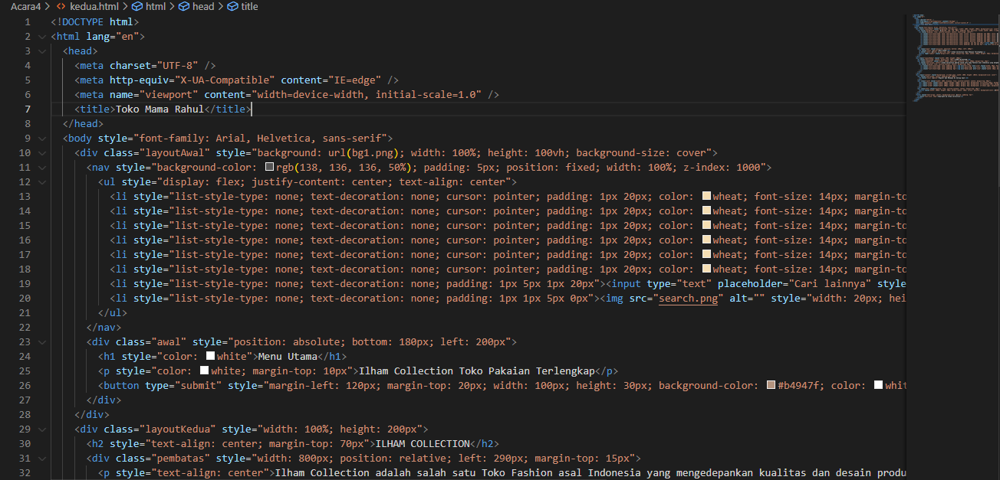 Acara4 > <> kedua.html > html > head > title
1 <!DOCTYPE html>
2 <html lang="en">
3 <head>
4 <meta charset="UTF-8" />
5 <meta http-equiv="X-UA-Compatible" content="IE=edge" />
6 <meta name="viewport" content="width=device-width, initial-scale=1.0" />
7 <title>Toko Mama Rahul</title>
8 </head>
9 <body style="font-family: Arial, Helvetica, sans-serif">
10 <div class="layoutAwal" style="background: url(bg1.png); width: 100%; height: 100vh; background-size: cover">
11 <nav style="background-color: rgb(138, 136, 136, 50%); padding: 5px; position: fixed; width: 100%; z-index: 1000">
12 <ul style="display: flex; justify-content: center; text-align: center">
13 <li style="list-style-type: none; text-decoration: none; cursor: pointer; padding: 1px 20px; color: wheat; font-size: 14px; margin-to
14 <li style="list-style-type: none; text-decoration: none; cursor: pointer; padding: 1px 20px; color: wheat; font-size: 14px; margin-to
15 <li style="list-style-type: none; text-decoration: none; cursor: pointer; padding: 1px 20px; color: wheat; font-size: 14px; margin-to
16 <li style="list-style-type: none; text-decoration: none; cursor: pointer; padding: 1px 20px; color: wheat; font-size: 14px; margin-to
17 <li style="list-style-type: none; text-decoration: none; cursor: pointer; padding: 1px 20px; color: wheat; font-size: 14px; margin-to
18 <li style="list-style-type: none; text-decoration: none; cursor: pointer; padding: 1px 20px; color: wheat; font-size: 14px; margin-to
19 <li style="list-style-type: none; text-decoration: none; padding: 1px 5px 1px 20px"><input type="text" placeholder="Cari lainnya" style
20 <li style="list-style-type: none; text-decoration: none; padding: 1px 1px 5px 0px"><img src="search.png" alt="" style="width: 20px; hei
21 </ul>
22 </nav>
23 <div class="awal" style="position: absolute; bottom: 180px; left: 200px">
24 <h1 style="color: white">Menu Utama</h1>
25 <p style="color: white; margin-top: 10px">Ilham Collection Toko Pakaian Terlengkap</p>
26 <button type="submit" style="margin-left: 120px; margin-top: 20px; width: 100px; height: 30px; background-color: #b4947f; color: whit
27 </div>
28 </div>
29 <div class="layoutKedua" style="width: 100%; height: 200px">
30 <h2 style="text-align: center; margin-top: 70px">ILHAM COLLECTION</h2>
31 <div class="pembatas" style="width: 800px; position: relative; left: 290px; margin-top: 15px">
32 <p style="text-align: center">Ilham Collection adalah salah satu Toko Fashion asal Indonesia yang mengedepankan kualitas dan desain produ